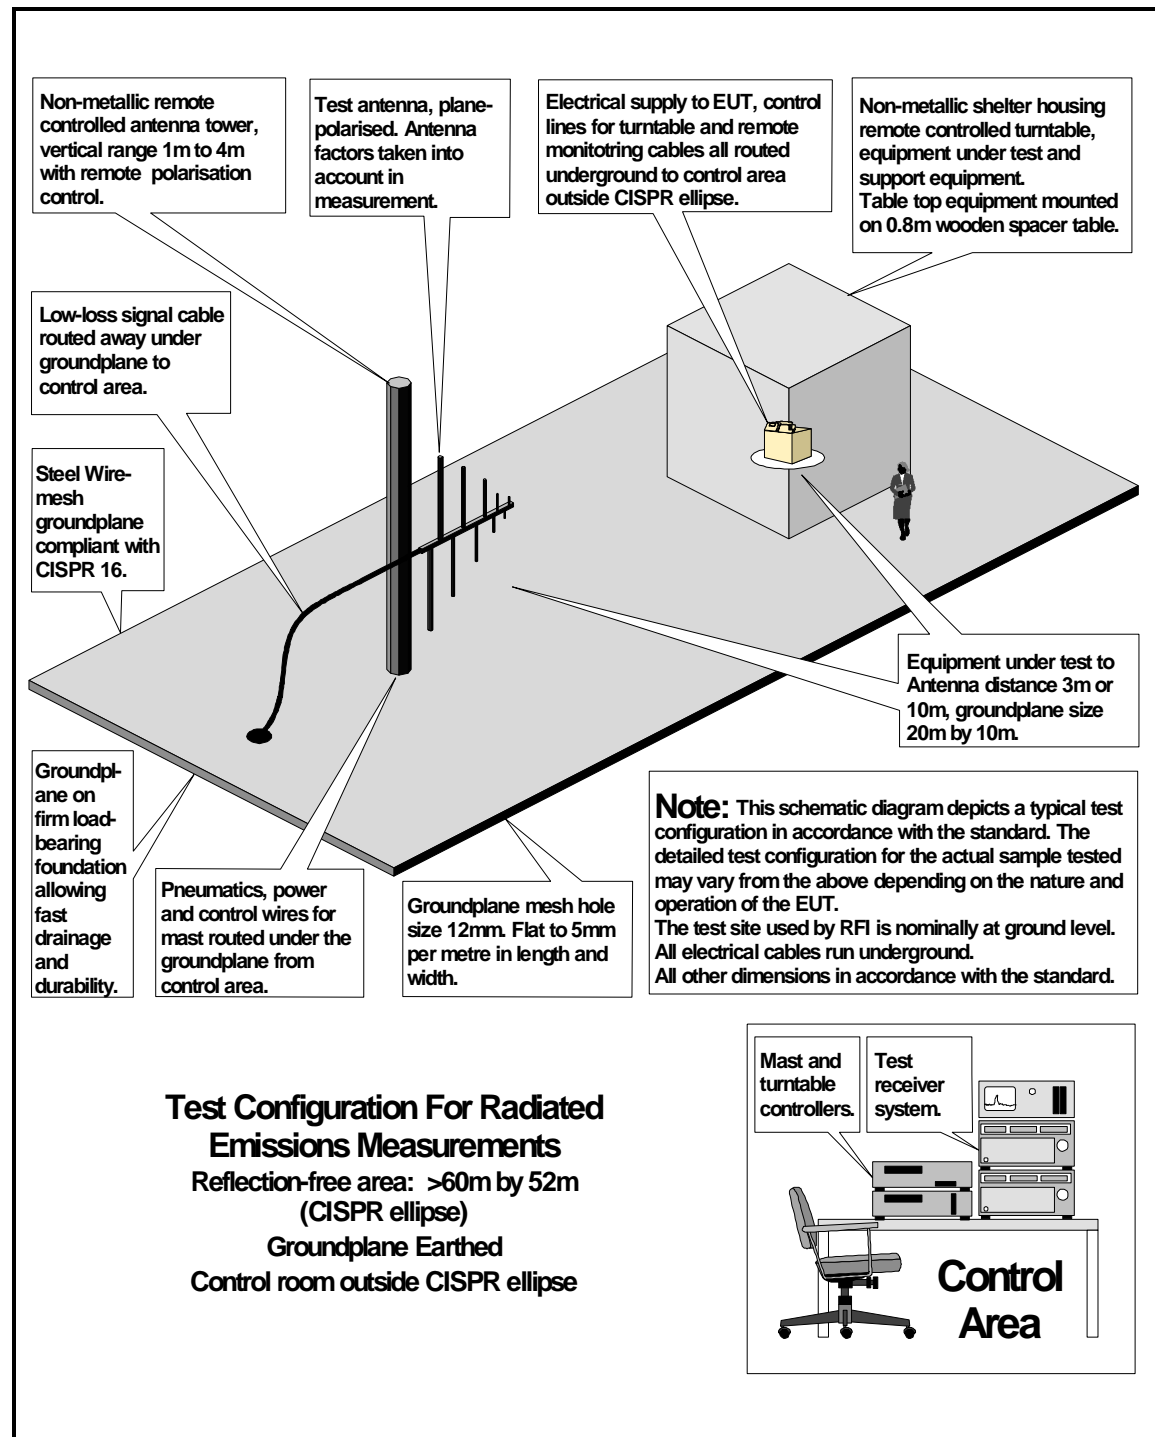 Non-metallic remote
controlled antenna tower,
vertical range 1m to 4m
with remote polarisation
control.
Test antenna, plane-
polarised. Antenna
factors taken into
account in
measurement.
Electrical supply to EUT, control
lines for turntable and remote
monitotring cables all routed
underground to control area
outside CISPR ellipse.
Non-metallic shelter housing
remote controlled turntable,
equipment under test and
support equipment.
Table top equipment mounted
on 0.8m wooden spacer table.
Low-loss signal cable
routed away under
groundplane to
control area.
Steel Wire-
mesh
groundplane
compliant with
CISPR 16.
Equipment under test to
Antenna distance 3m or
10m, groundplane size
20m by 10m.
Groundpl-
ane on
firm load-
bearing
foundation
allowing
fast
drainage
and
durability.
Pneumatics, power
and control wires for
mast routed under the
groundplane from
control area.
Groundplane mesh hole
size 12mm. Flat to 5mm
per metre in length and
width.
Note: This schematic diagram depicts a typical test
configuration in accordance with the standard. The
detailed test configuration for the actual sample tested
may vary from the above depending on the nature and
operation of the EUT.
The test site used by RFI is nominally at ground level.
All electrical cables run underground.
All other dimensions in accordance with the standard.
Test Configuration For Radiated
Emissions Measurements
Reflection-free area: >60m by 52m
(CISPR ellipse)
Groundplane Earthed
Control room outside CISPR ellipse
Mast and
turntable
controllers.
Test
receiver
system.
Control
Area